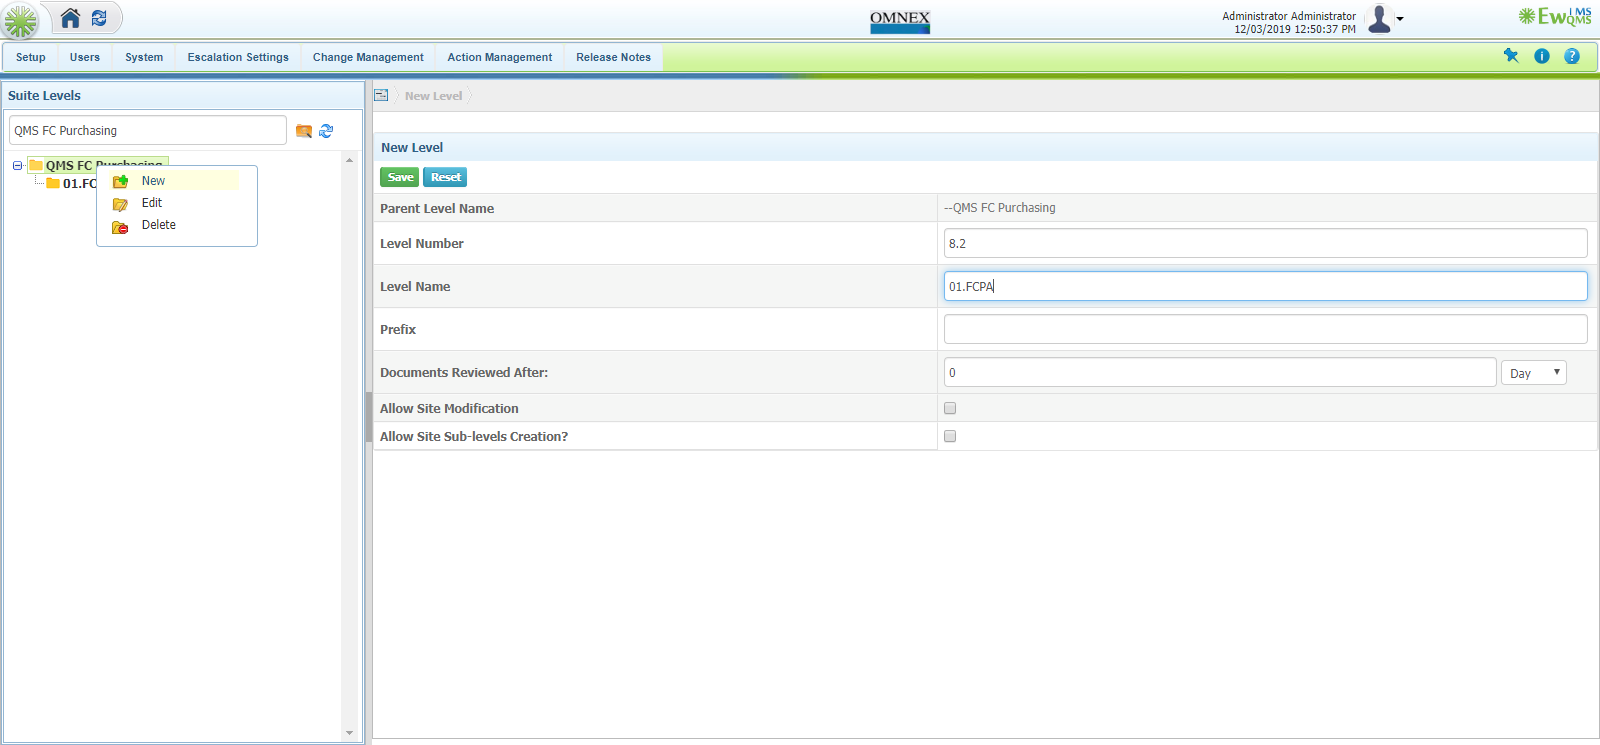 OMNEX
Administrator Administrator
12/03/2019 12:50:37 PM
EwIMS
QMS
Setup Users System Escalation Settings Change Management Action Management Release Notes
Suite Levels
QMS FC Purchasing
QMS FC Purchasing
01.FC
New
Edit
Delete
New Level
New Level
Save Reset
Parent Level Name --QMS FC Purchasing
Level Number 8.2
Level Name 01.FCPA
Prefix
Documents Reviewed After: 0 Day
Allow Site Modification
Allow Site Sub-levels Creation?